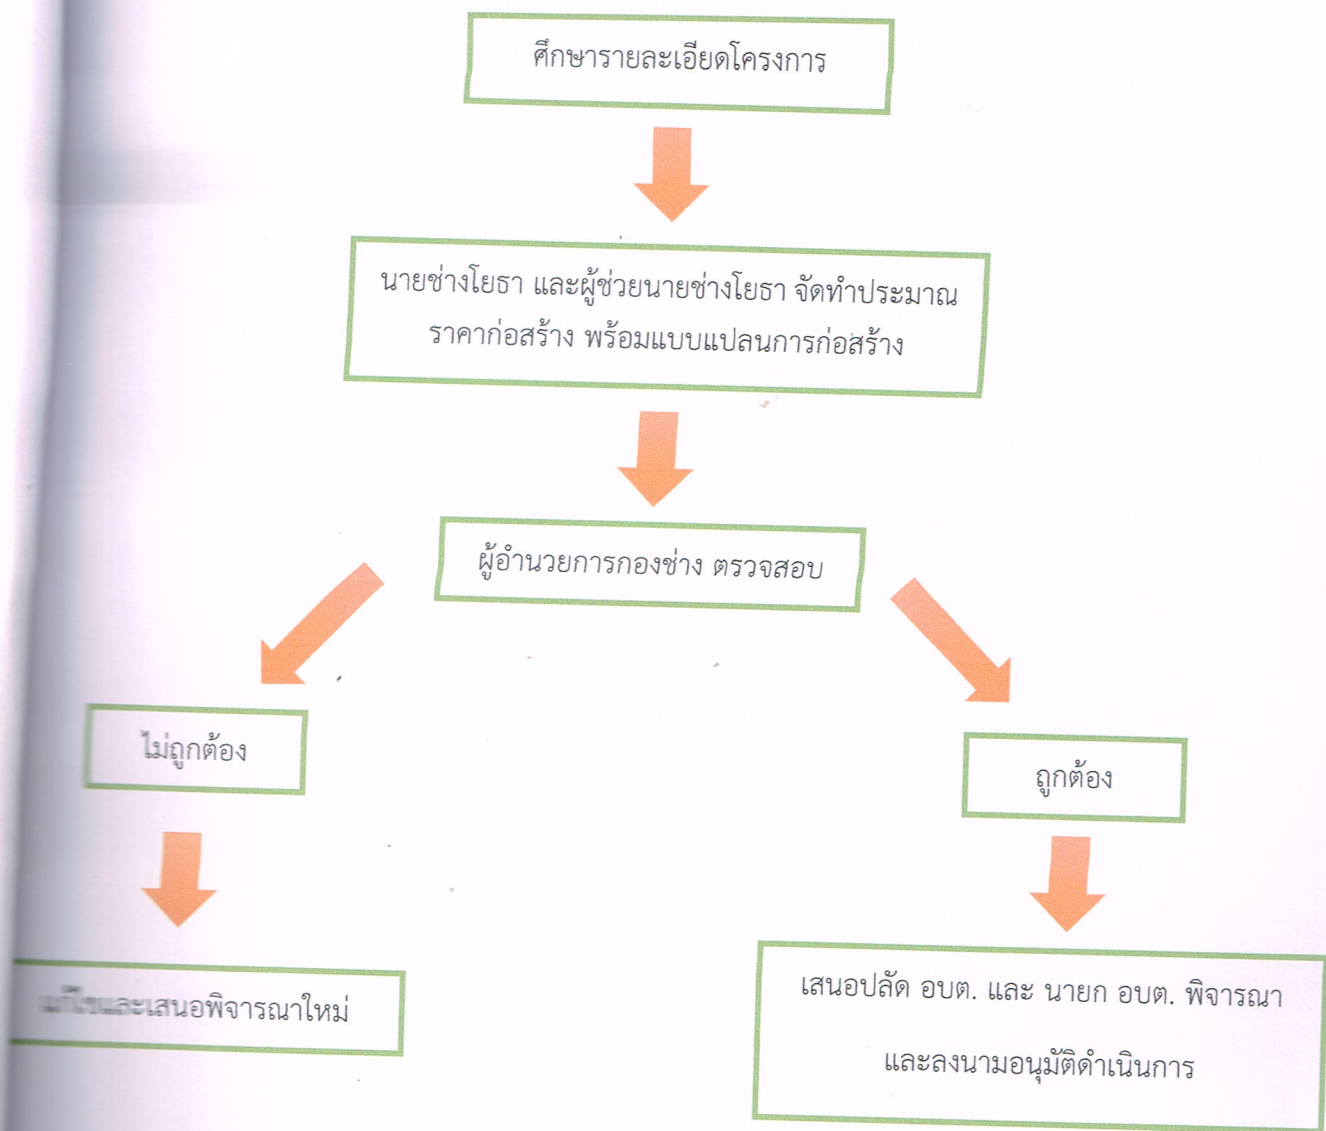 ศึกษารายละเอียดโครงการ
นายช่างโยธา และผู้ช่วยนายช่างโยธา จัดทำประมาณ
ราคาก่อสร้าง พร้อมแบบแปลนการก่อสร้าง
ผู้อำนวยการกองช่าง ตรวจสอบ
ไม่ถูกต้อง
ถูกต้อง
แก้ไขและเสนอพิจารณาใหม่
เสนอปลัด อบต. และ นายก อบต. พิจารณา
และลงนามอนุมัติดำเนินการ